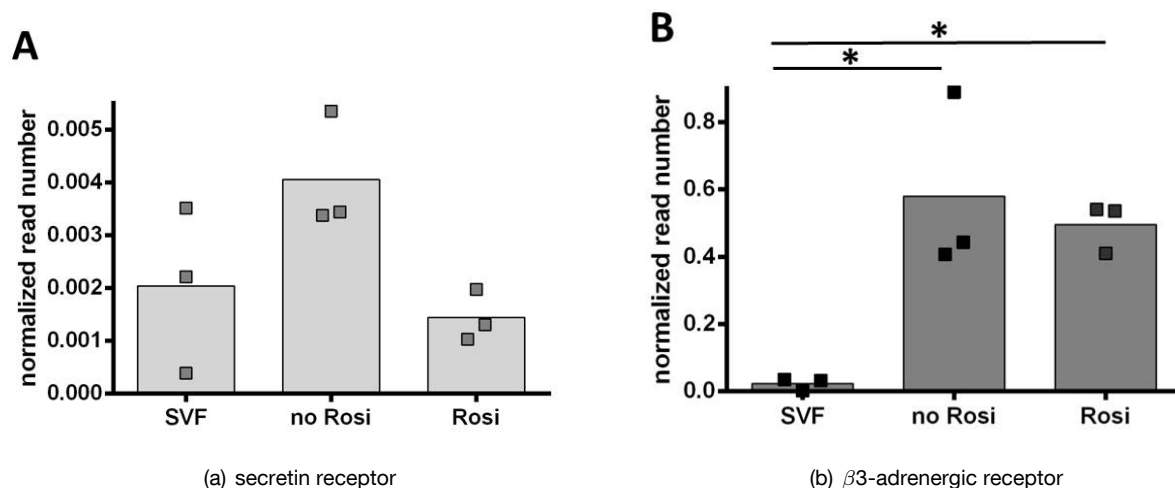 A
normalized read number
0.005
0.004
0.003
0.002
0.001
0.000
SVF no Rosi Rosi
(a) secretin receptor
B
*
*
normalized read number
0.8
0.6
0.4
0.2
0.0
SVF no Rosi Rosi
(b) β3-adrenergic receptor